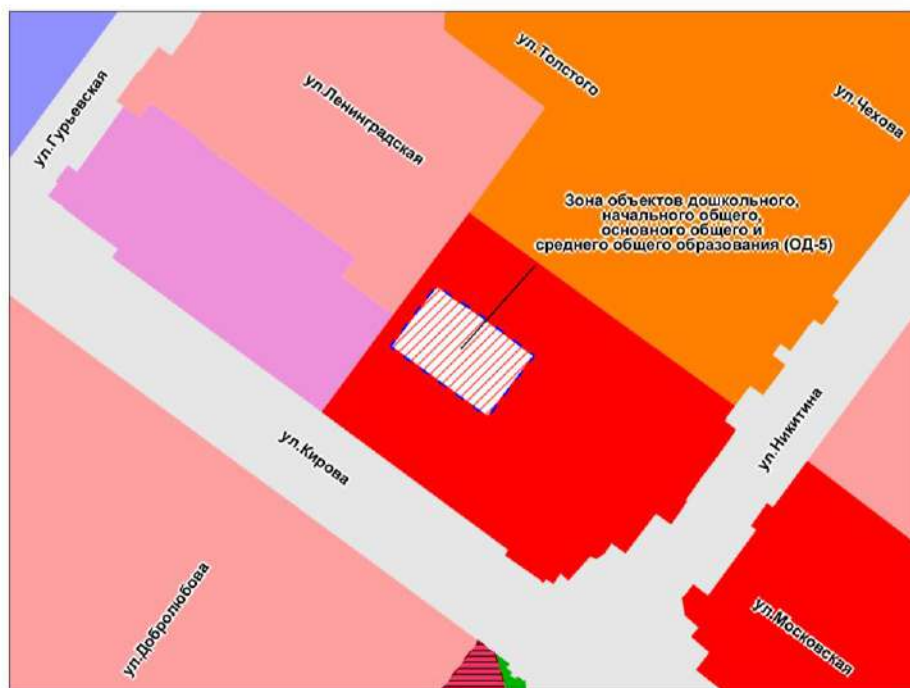 ул.Толстого
ул.Гурьевская
ул.Ленинградская
ул.Чехова
Зона объектов дошкольного,
начального общего,
основного общего и
среднего общего образования (ОД-5)
ул.Никитина
ул.Кирова
ул.Добролюбова
ул.Московская